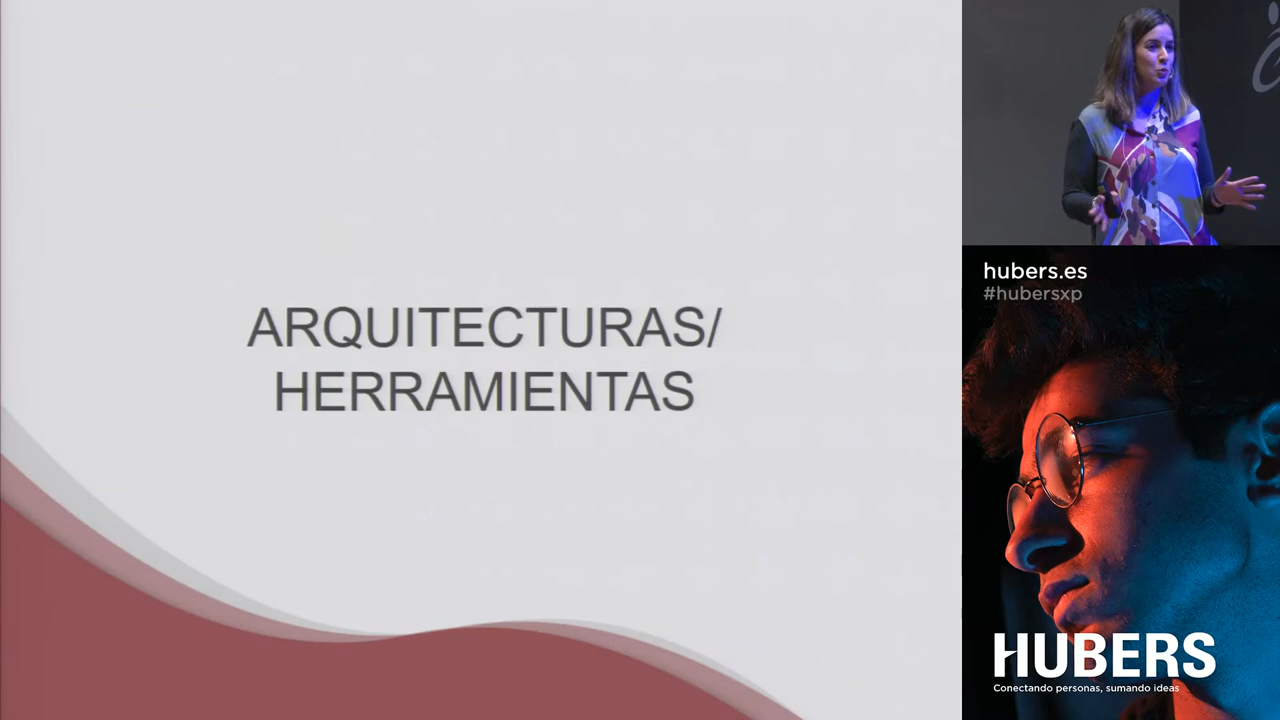 ARQUITECTURAS/
HERRAMIENTAS
hubers.es
#hubersxp
HUBERS
Conectando personas, sumando ideas